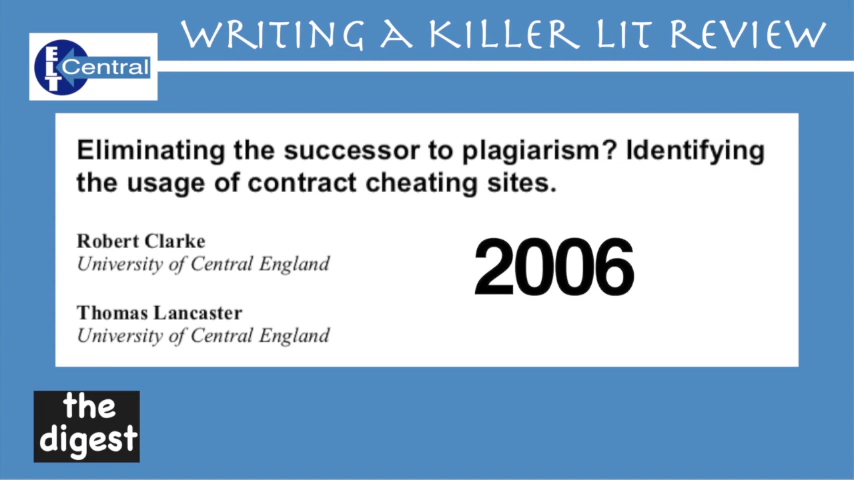 WRITING A KILLER LIT REVIEW
ELT Central
Eliminating the successor to plagiarism? Identifying
the usage of contract cheating sites.
Robert Clarke
University of Central England
2006
Thomas Lancaster
University of Central England
the
digest